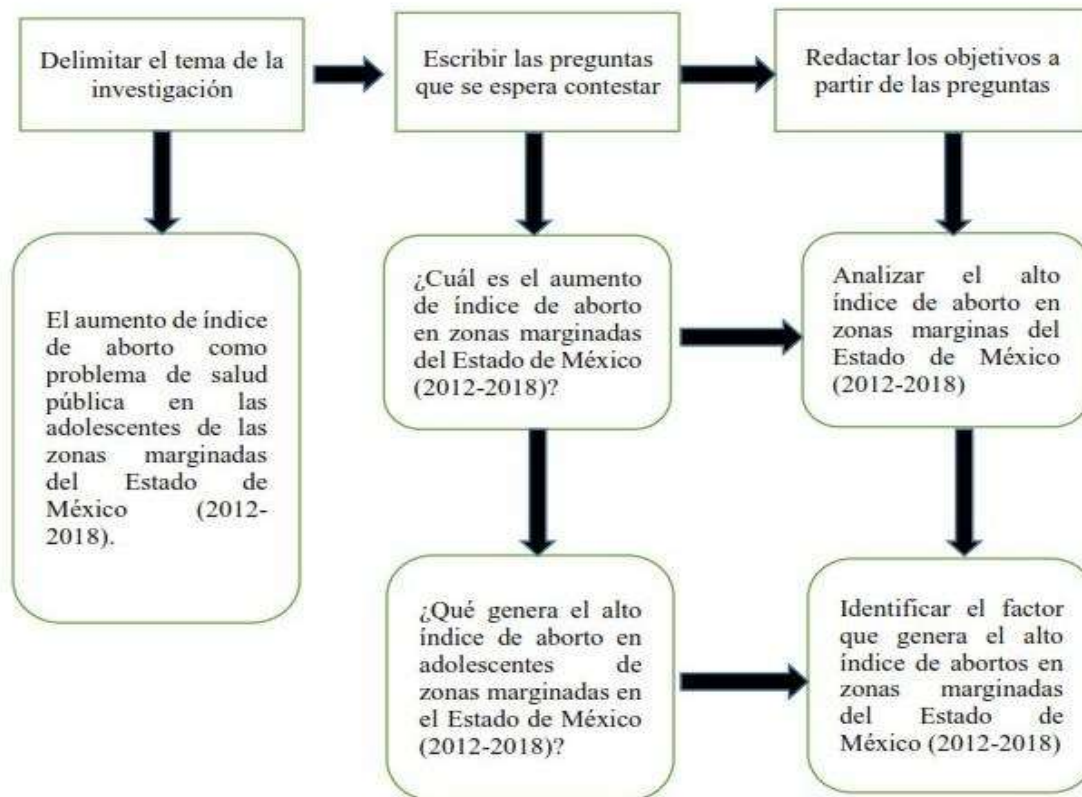 Delimitar el tema de la
investigación
Escribir las preguntas
que se espera contestar
Redactar los objetivos a
partir de las preguntas
El aumento de índice
de aborto como
problema de salud
pública en las
adolescentes de las
zonas marginadas
del Estado de
México (2012-
2018).
¿Cuál es el aumento
de índice de aborto
en zonas marginadas
del Estado de México
(2012-2018)?
Analizar el alto
índice de aborto en
zonas marginas del
Estado de México
(2012-2018)
¿Qué genera el alto
índice de aborto en
adolescentes de
zonas marginadas en
el Estado de México
(2012-2018)?
Identificar el factor
que genera el alto
índice de abortos en
zonas marginadas
del Estado de
México (2012-2018)